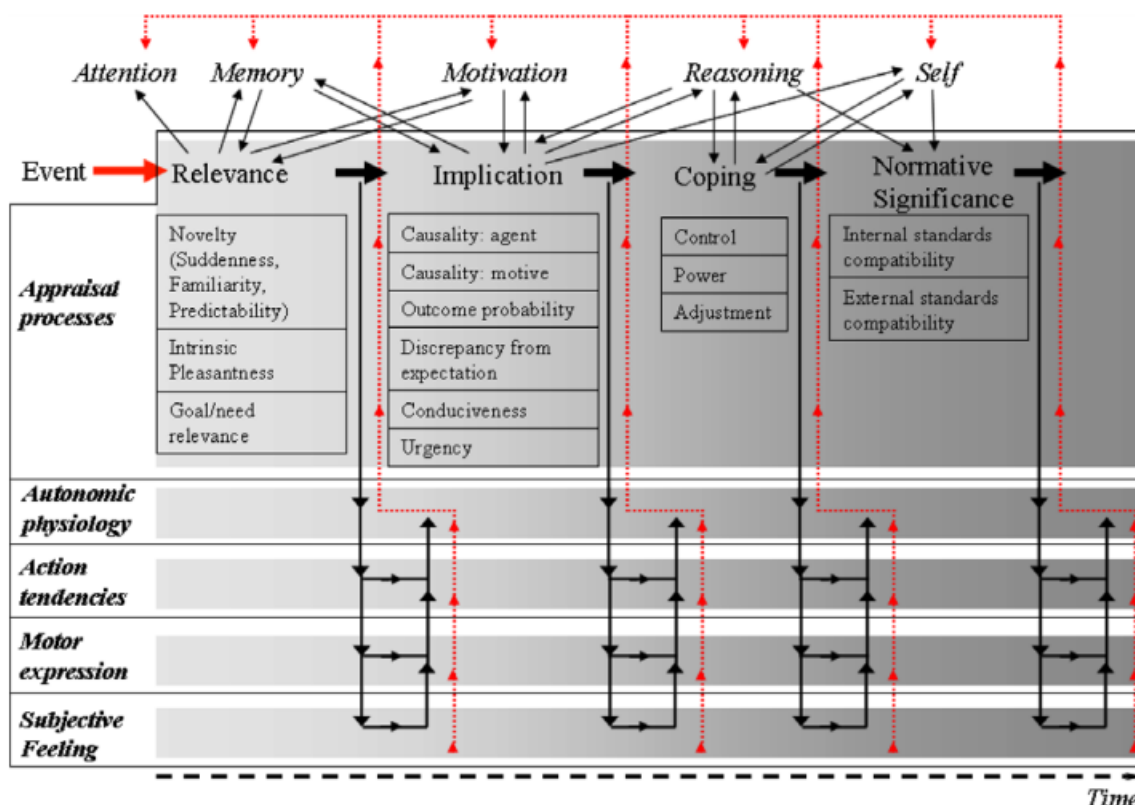 Attention Memory Motivation Reasoning Self
Event Relevance Implication Coping Normative
Significance
Appraisal
processes
Novelty
(Suddenness,
Familiarity,
Predictability)
Intrinsic
Pleasantness
Goal/need
relevance
Causality: agent
Causality: motive
Outcome probability
Discrepancy from
expectation
Conduciveness
Urgency
Control
Power
Adjustment
Internal standards
compatibility
External standards
compatibility
Autonomic
physiology
Action
tendencies
Motor
expression
Subjective
Feeling
Time